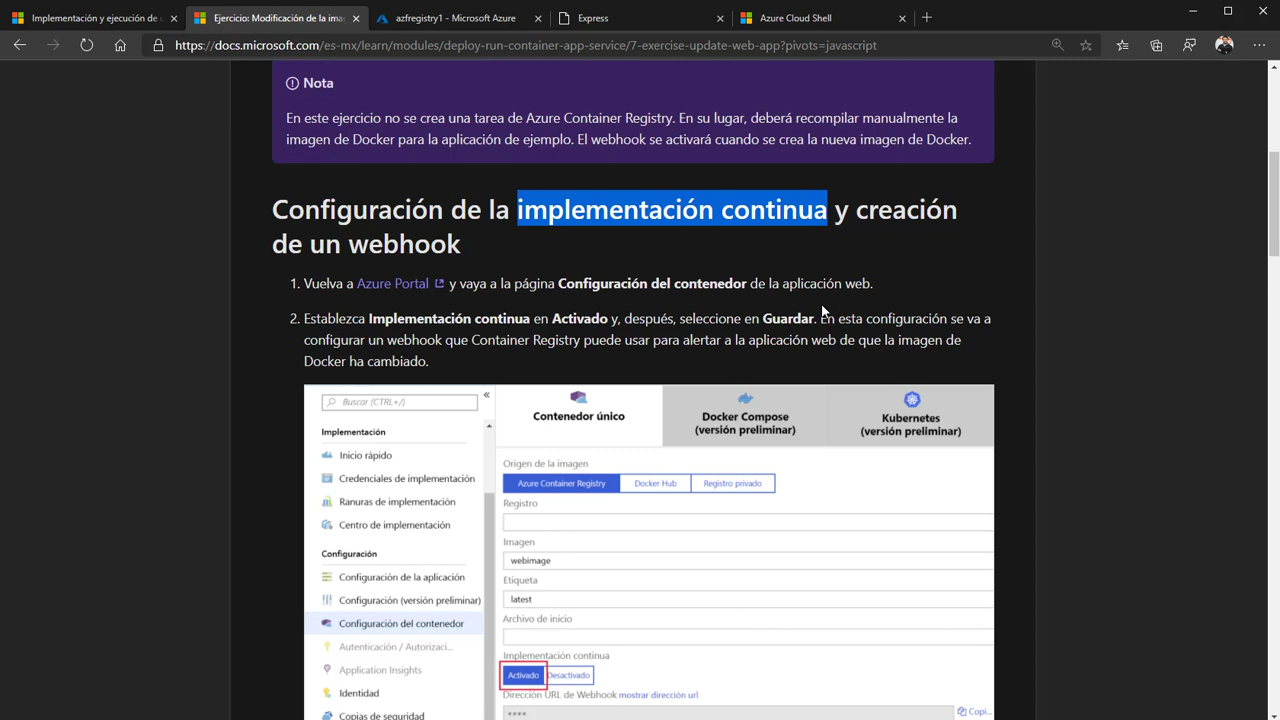 Implementación y ejecución de u
Ejercicio: Modificación de la ima
azfregistry1 - Microsoft Azure
Express
Azure Cloud Shell
https://docs.microsoft.com/es-mx/learn/modules/deploy-run-container-app-service/7-exercise-update-web-app?pivots=javascript
Nota
En este ejercicio no se crea una tarea de Azure Container Registry. En su lugar, deberá recompilar manualmente la
imagen de Docker para la aplicación de ejemplo. El webhook se activará cuando se crea la nueva imagen de Docker.
Configuración de la implementación continua y creación
de un webhook
1. Vuelva a Azure Portal y vaya a la página Configuración del contenedor de la aplicación web.
2. Establezca Implementación continua en Activado y, después, seleccione en Guardar. En esta configuración se va a
configurar un webhook que Container Registry puede usar para alertar a la aplicación web de que la imagen de
Docker ha cambiado.
Buscar (CTRL+/)
«
Implementación
Inicio rápido
Credenciales de implementación
Ranuras de implementación
Centro de implementación
Configuración
Configuración de la aplicación
Configuración (versión preliminar)
Configuración del contenedor
Autenticación / Autorizaci...
Application Insights
Identidad
Copias de seguridad
Contenedor único
Docker Compose
(versión preliminar)
Kubernetes
(versión preliminar)
Origen de la imagen
Azure Container Registry
Docker Hub
Registro privado
Registro
Imagen
webimage
Etiqueta
latest
Archivo de inicio
Implementación continua
Activado
Desactivado
Dirección URL de Webhook mostrar dirección url
****
Copi...